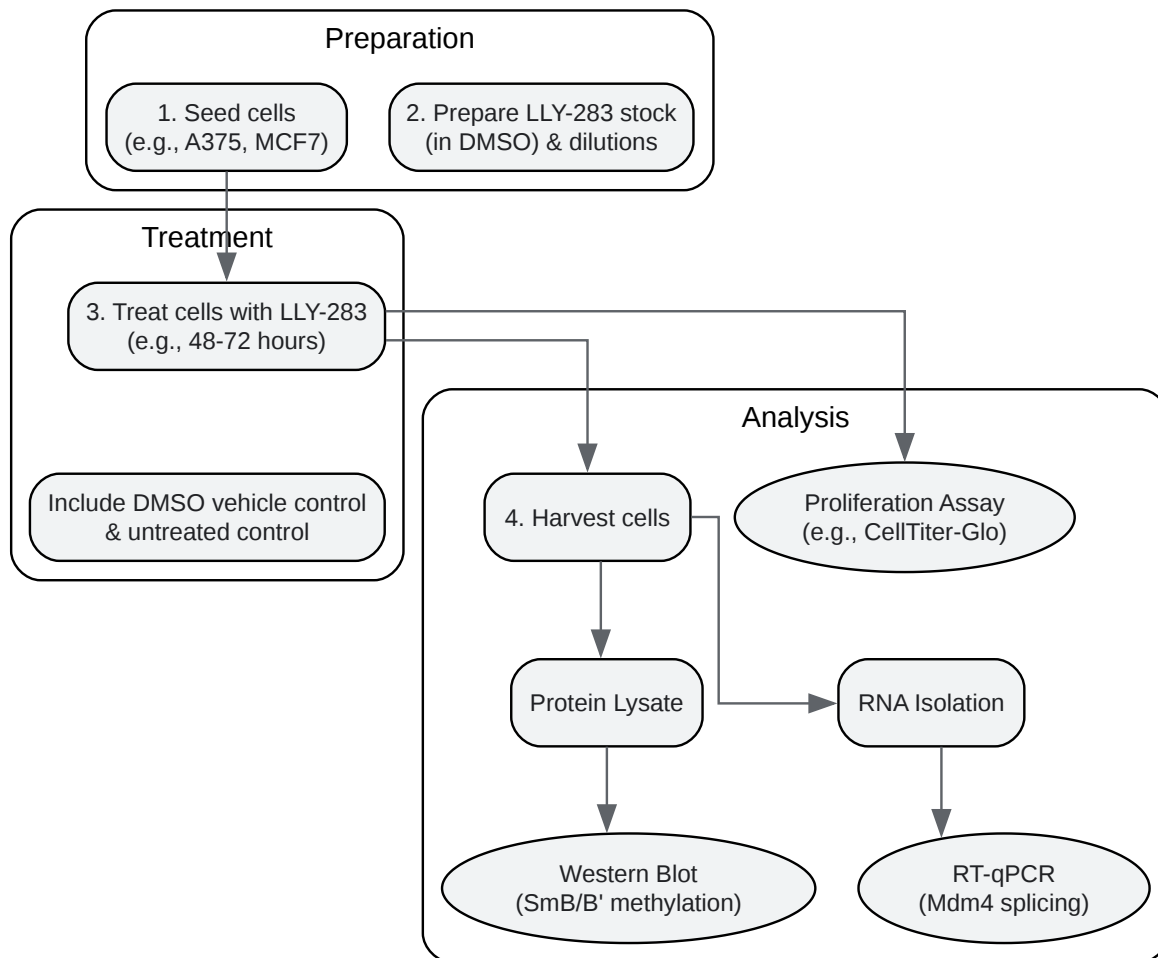 Preparation
1. Seed cells
(e.g., A375, MCF7)
2. Prepare LLY-283 stock
(in DMSO) & dilutions
Treatment
3. Treat cells with LLY-283
(e.g., 48-72 hours)
Include DMSO vehicle control
& untreated control
Analysis
4. Harvest cells
Proliferation Assay
(e.g., CellTiter-Glo)
Protein Lysate
RNA Isolation
Western Blot
(SmB/B' methylation)
RT-qPCR
(Mdm4 splicing)